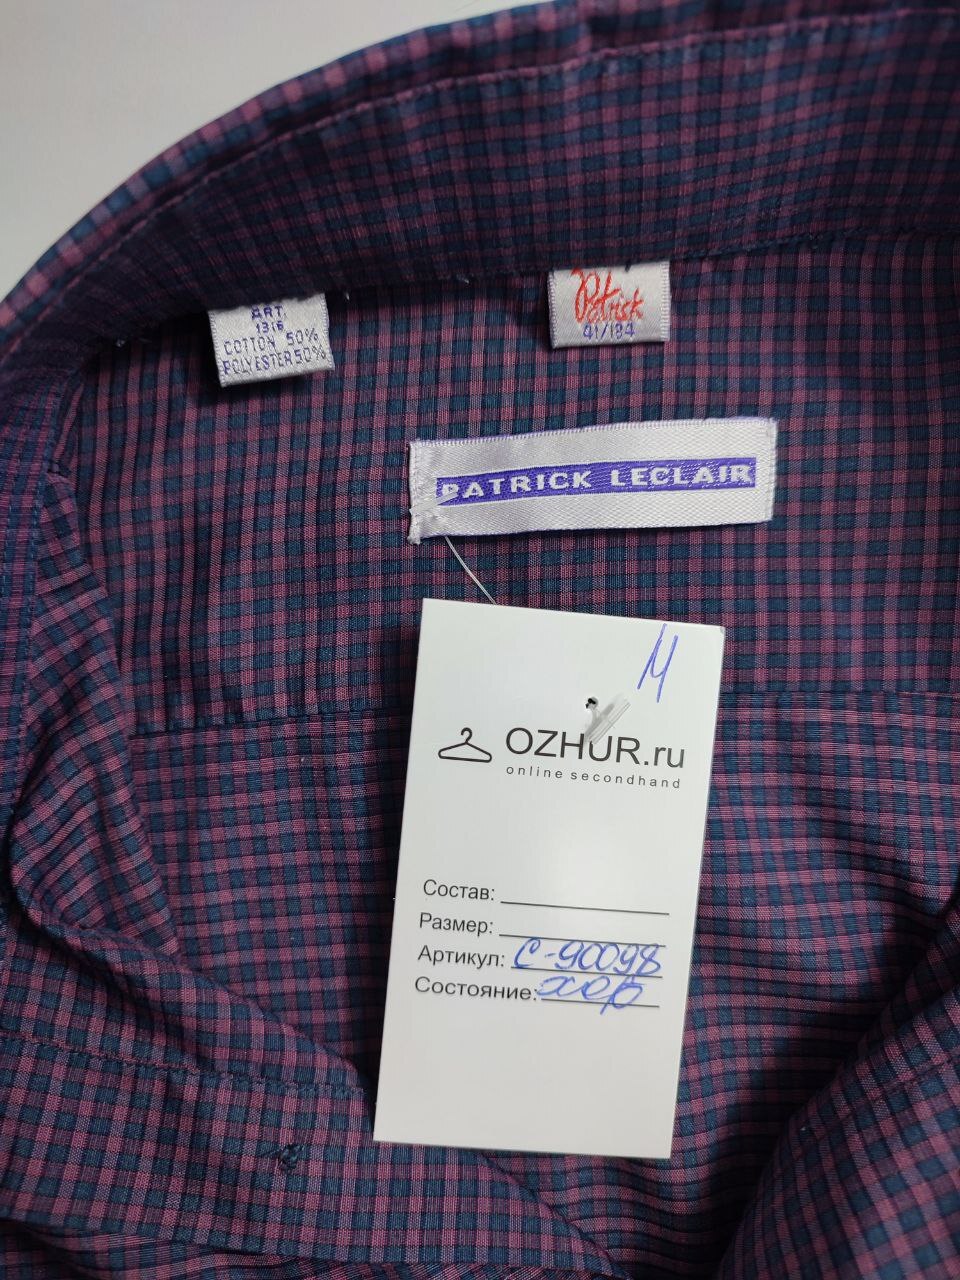 ART.
1316
COTTON 50%
POLYESTER 50%
Patrick
41/184
PATRICK LECLAIR
М
OZHUR.ru
online secondhand
Состав:
Размер:
Артикул: С-90098
Состояние: хор